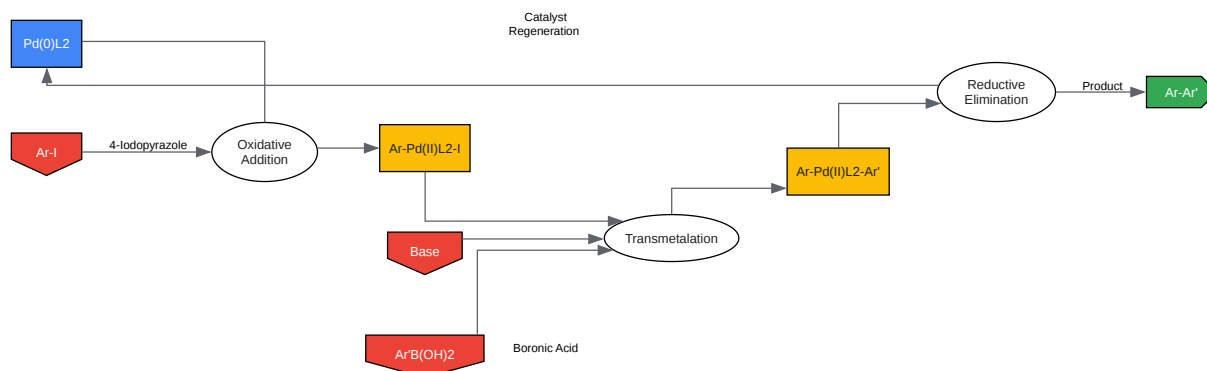 Catalyst
Regeneration
Pd(0)L2
Reductive
Elimination
Product
Ar-Ar'
Ar-I
4-Iodopyrazole
Oxidative
Addition
Ar-Pd(II)L2-I
Ar-Pd(II)L2-Ar'
Transmetalation
Base
Ar'B(OH)2
Boronic Acid